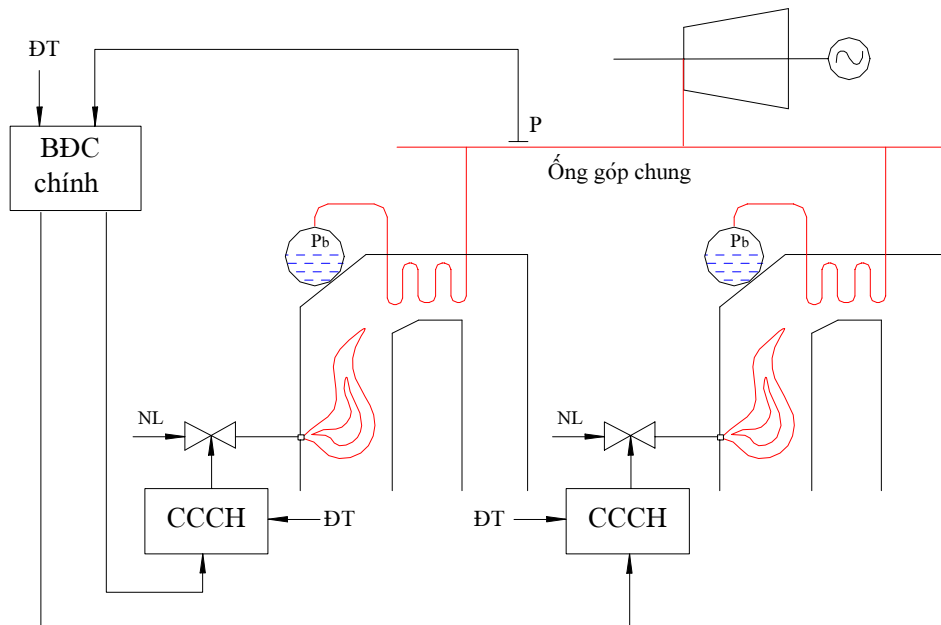 ĐT
P
BĐC
chính
Ống góp chung
Pb
Pb
NL
NL
CCCH
ĐT
ĐT
CCCH